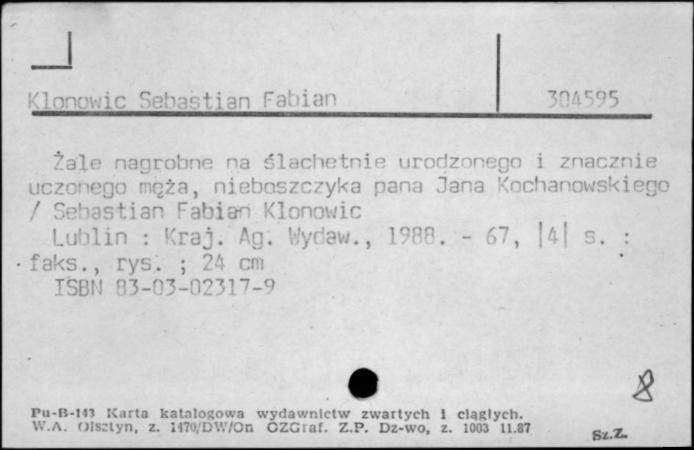 Klonowic Sebastian Fabian 304595
Żale nagrobne na ślachetnie urodzonego i znacznie
uczonego męża, nieboszczyka pana Jana Kochanowskiego
/ Sebastian Fabian Klonowic
Lublin : Kraj. Ag. Wydaw., 1988. - 67, |4| s. :
faks., rys. ; 24 cm
ISBN 83-03-02317-9
Pu-B-143 Karta katalogowa wydawnictw zwartych i ciągłych.
W.A. Olsztyn, z. 1470/DW/On OZGraf. Z.P. Dz-wo, z. 1003 11.87
Sz.Z.